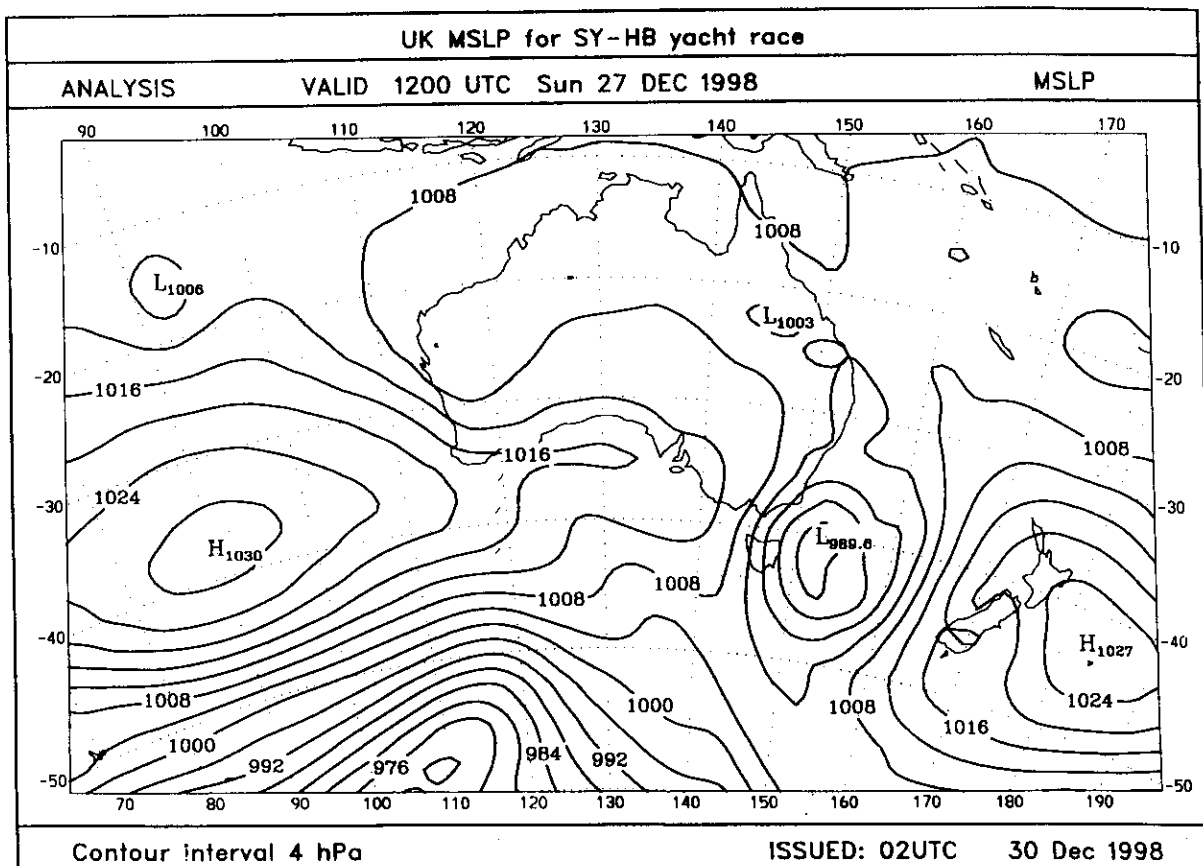 UK MSLP for SY-HB yacht race
ANALYSIS VALID 1200 UTC Sun 27 DEC 1998 MSLP
90 100 110 120 130 140 150 160 170
1008
1008
-10 -10
L1006
L1003
1016
-20 -20
1008
1016
1024
-30 -30
L989.6
H1030
1008
1008
-40 H1027 -40
1008 1000 1008 1024
1000 1016
992 976 984 992
-50 -50
70 80 90 100 110 120 130 140 150 160 170 180 190
Contour interval 4 hPa ISSUED: 02UTC 30 Dec 1998